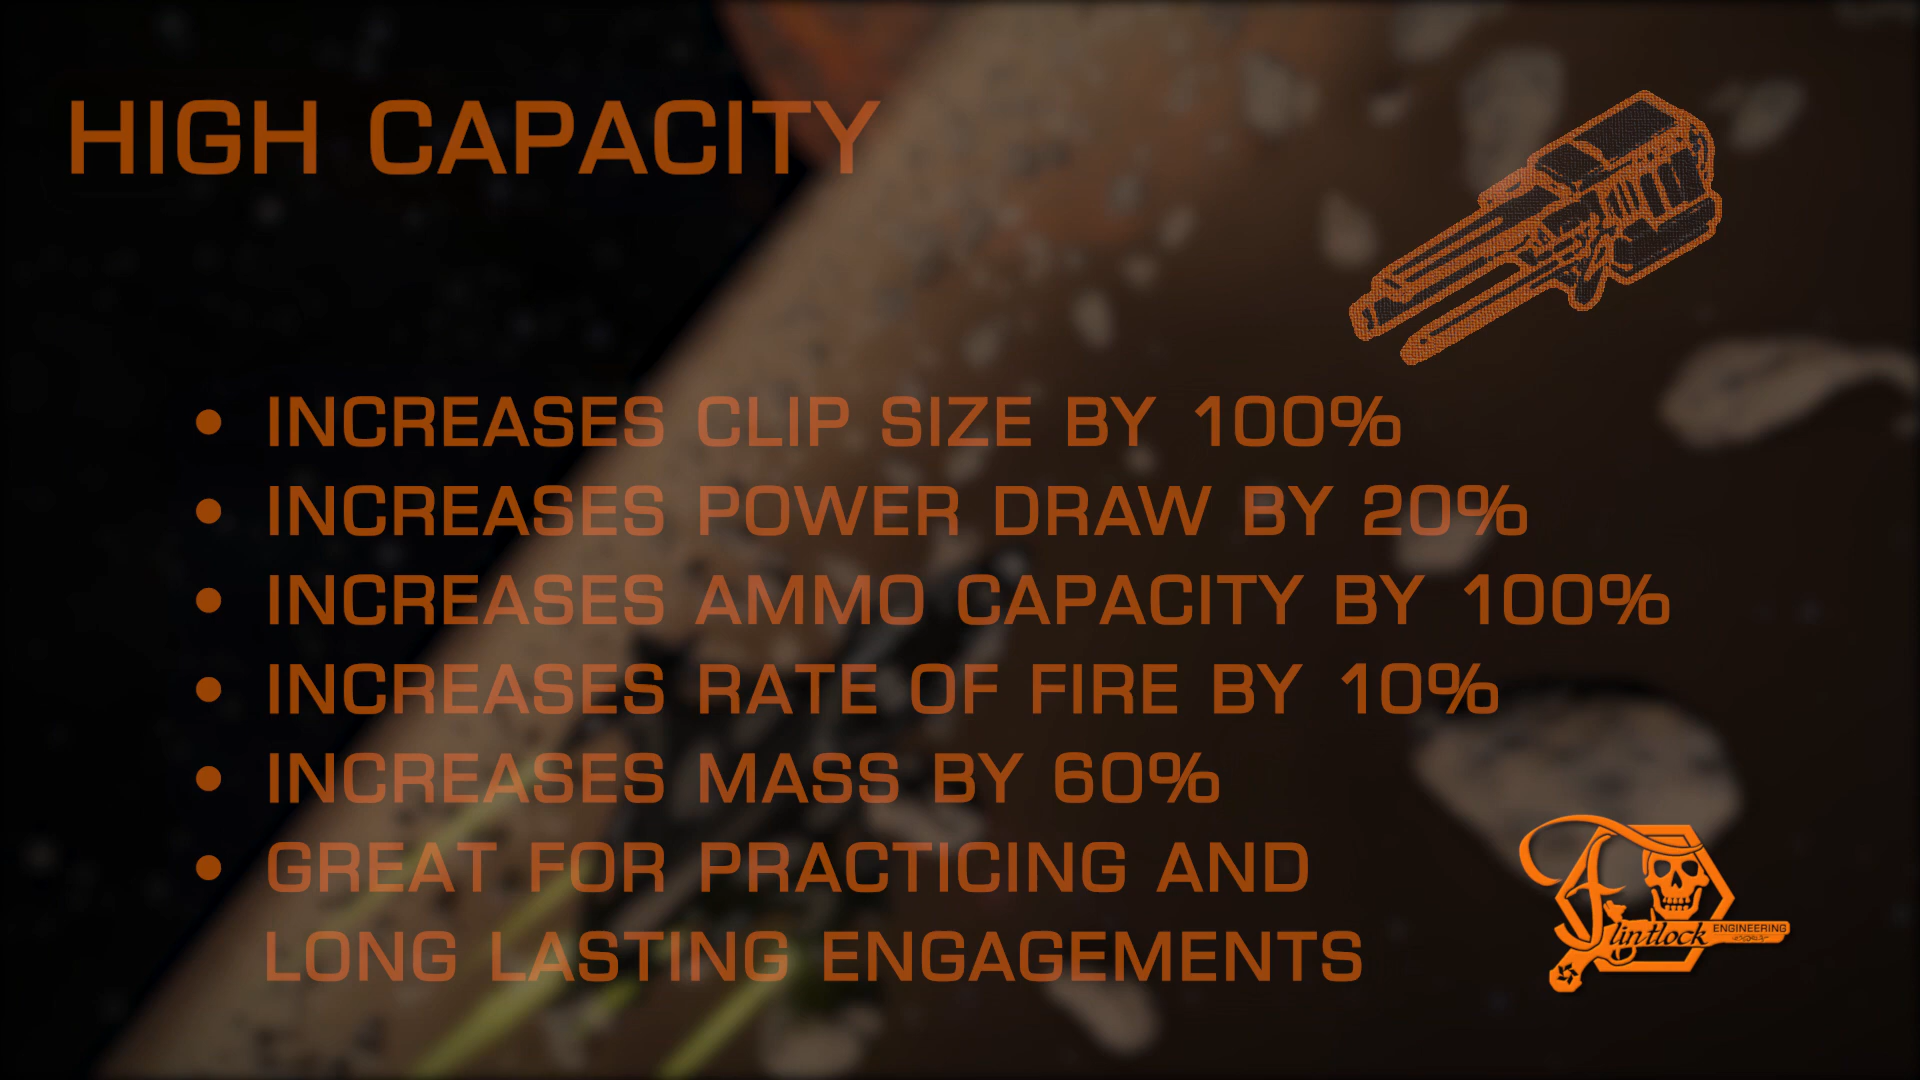 HIGH CAPACITY
• INCREASES CLIP SIZE BY 100%
• INCREASES POWER DRAW BY 20%
• INCREASES AMMO CAPACITY BY 100%
• INCREASES RATE OF FIRE BY 10%
• INCREASES MASS BY 60%
• GREAT FOR PRACTICING AND
LONG LASTING ENGAGEMENTS
Flintlock ENGINEERING